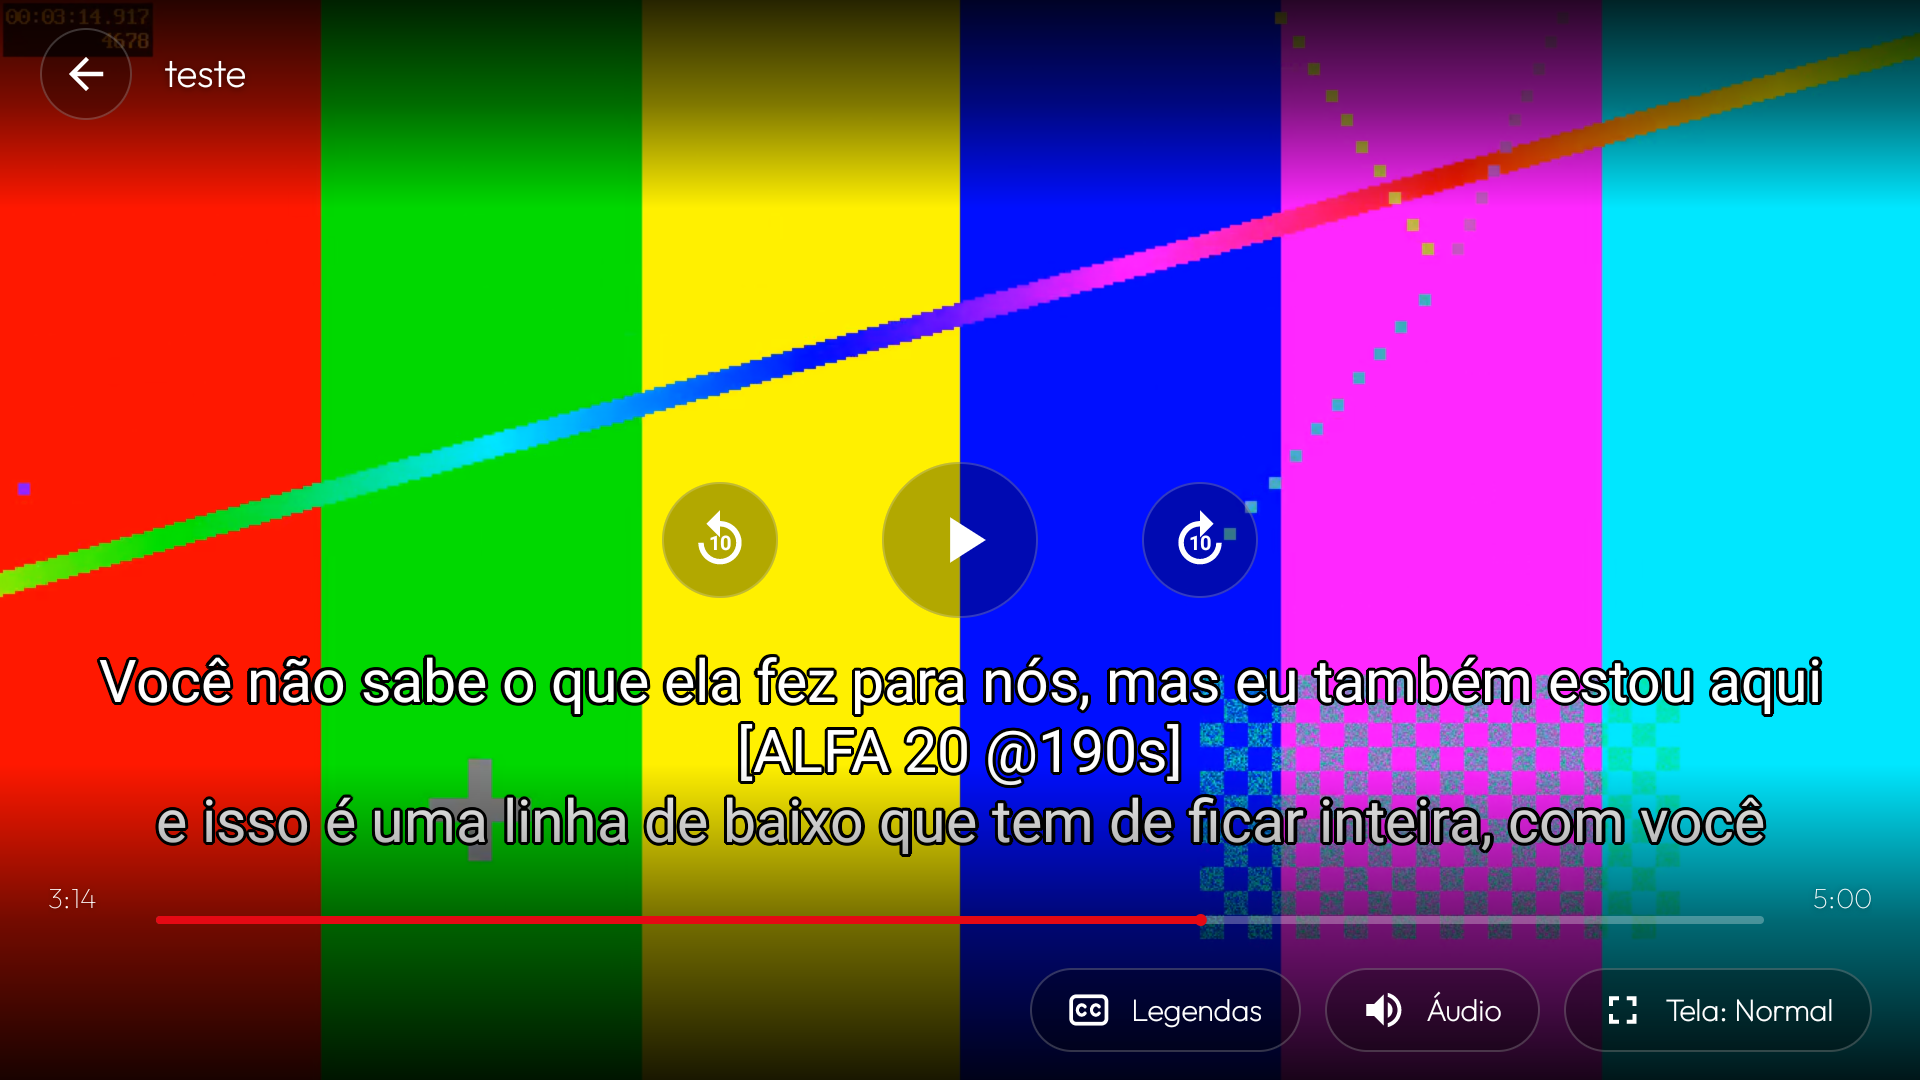 00:03:14.917
4678
teste
10
10
Você não sabe o que ela fez para nós, mas eu também estou aqui
[ALFA 20 @190s]
e isso é uma linha de baixo que tem de ficar inteira, com você
3:14
5:00
CC Legendas
Áudio
Tela: Normal